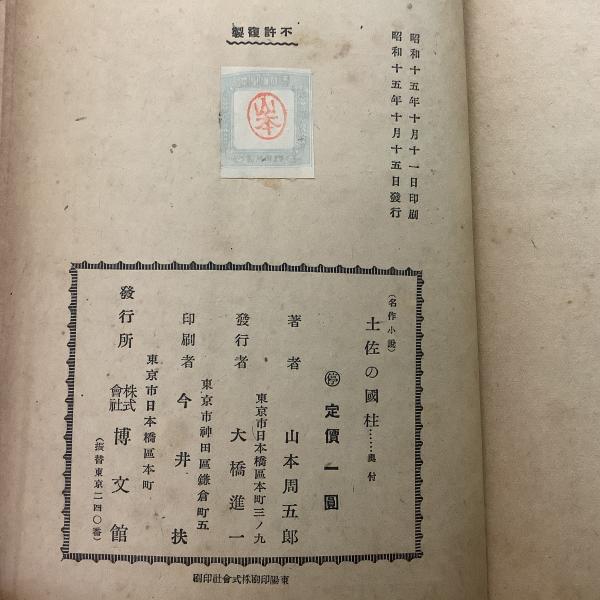 昭和十五年十月十一日印刷
昭和十五年十月十五日發行
不許複製
山本
(名作小說)
土佐の國柱……奧付
㊡定價一圓
著者 山本周五郎
東京市日本橋區本町三ノ九
發行者 大橋進一
東京市神田區鎌倉町五
印刷者 今井扶
東京市日本橋區本町
發行所 株式會社 博文館
(振替東京二四〇番)
東陽印刷株式會社印刷